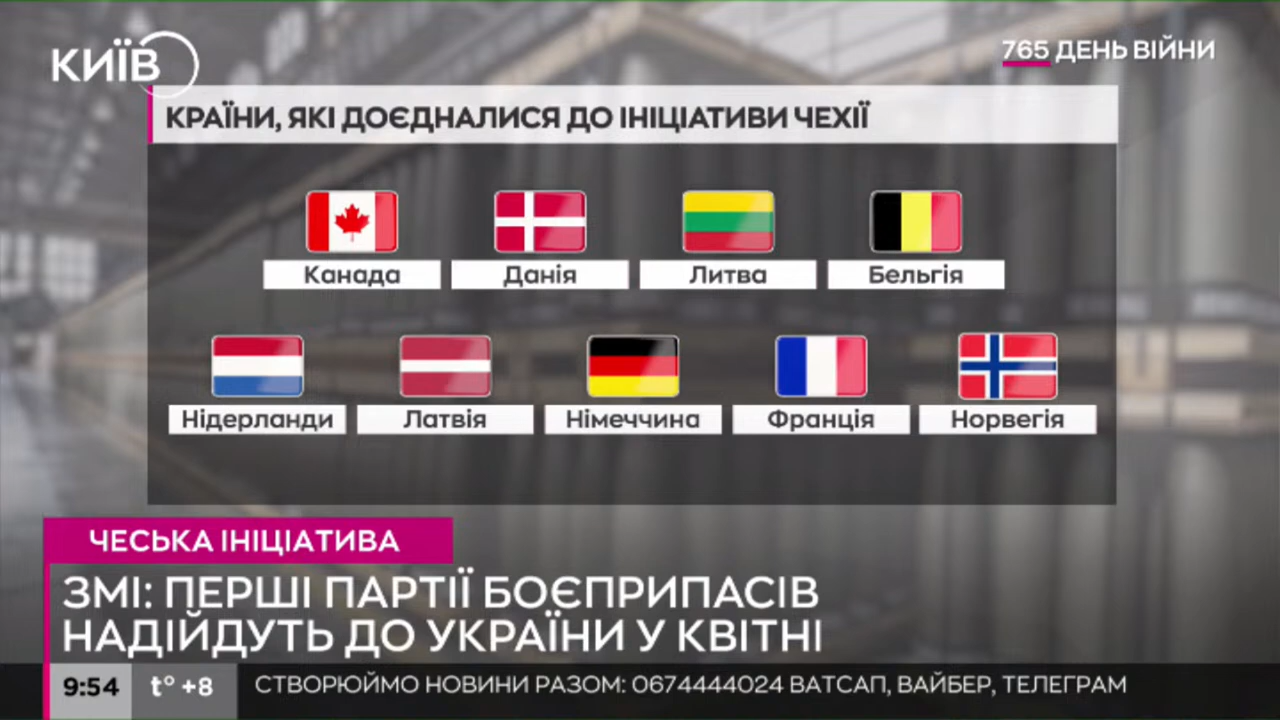 КИЇВ
765 ДЕНЬ ВІЙНИ
КРАЇНИ, ЯКІ ДОЄДНАЛИСЯ ДО ІНІЦІАТИВИ ЧЕХІЇ
Канада Данія Литва Бельгія
Нідерланди Латвія Німеччина Франція Норвегія
ЧЕСЬКА ІНІЦІАТИВА
ЗМІ: ПЕРШІ ПАРТІЇ БОЄПРИПАСІВ
НАДІЙДУТЬ ДО УКРАЇНИ У КВІТНІ
9:54 t° +8 СТВОРЮЙМО НОВИНИ РАЗОМ: 0674444024 ВАТСАП, ВАЙБЕР, ТЕЛЕГРАМ